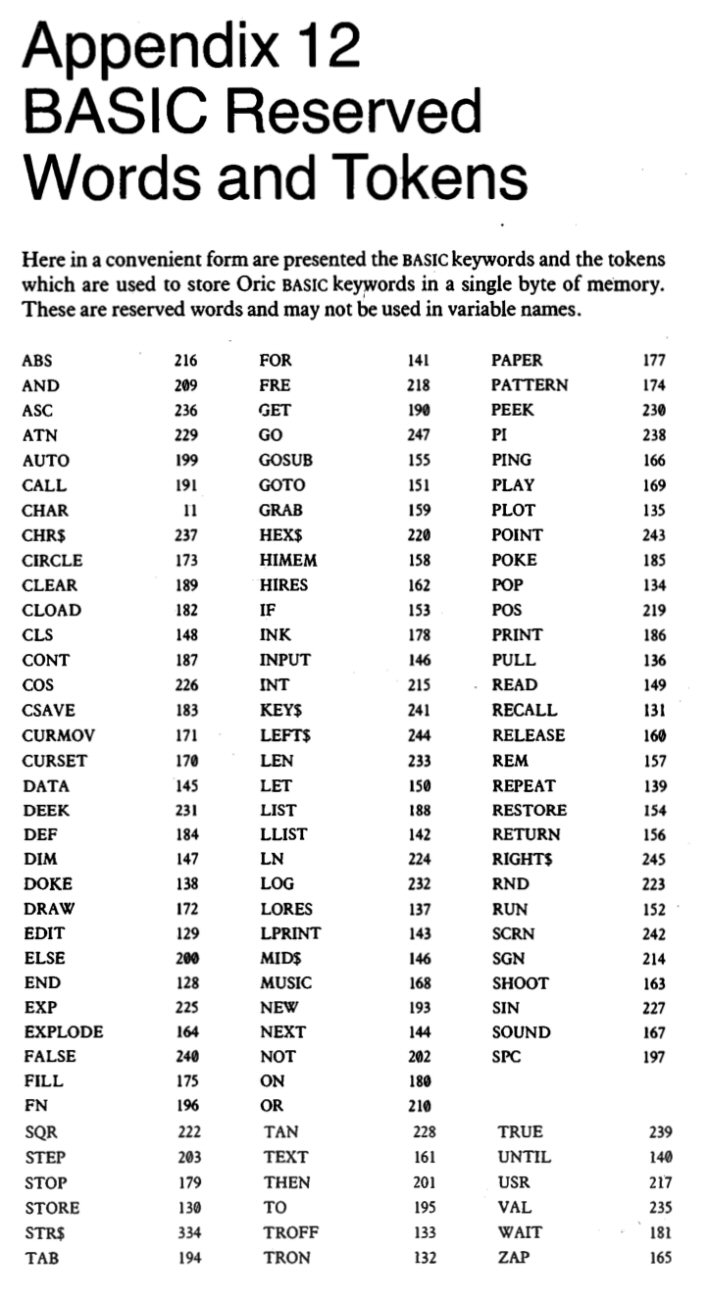 Appendix 12
BASIC Reserved
Words and Tokens
Here in a convenient form are presented the BASIC keywords and the tokens
which are used to store Oric BASIC keywords in a single byte of memory.
These are reserved words and may not be used in variable names.
ABS 216 FOR 141 PAPER 177
AND 209 FRE 218 PATTERN 174
ASC 236 GET 190 PEEK 230
ATN 229 GO 247 PI 238
AUTO 199 GOSUB 155 PING 166
CALL 191 GOTO 151 PLAY 169
CHAR 11 GRAB 159 PLOT 135
CHR$ 237 HEX$ 220 POINT 243
CIRCLE 173 HIMEM 158 POKE 185
CLEAR 189 HIRES 162 POP 134
CLOAD 182 IF 153 POS 219
CLS 148 INK 178 PRINT 186
CONT 187 INPUT 146 PULL 136
COS 226 INT 215 READ 149
CSAVE 183 KEY$ 241 RECALL 131
CURMOV 171 LEFT$ 244 RELEASE 160
CURSET 170 LEN 233 REM 157
DATA 145 LET 150 REPEAT 139
DEEK 231 LIST 188 RESTORE 154
DEF 184 LLIST 142 RETURN 156
DIM 147 LN 224 RIGHT$ 245
DOKE 138 LOG 232 RND 223
DRAW 172 LORES 137 RUN 152
EDIT 129 LPRINT 143 SCRN 242
ELSE 200 MID$ 146 SGN 214
END 128 MUSIC 168 SHOOT 163
EXP 225 NEW 193 SIN 227
EXPLODE 164 NEXT 144 SOUND 167
FALSE 240 NOT 202 SPC 197
FILL 175 ON 180
FN 196 OR 210
SQR 222 TAN 228 TRUE 239
STEP 203 TEXT 161 UNTIL 140
STOP 179 THEN 201 USR 217
STORE 130 TO 195 VAL 235
STR$ 334 TROFF 133 WAIT 181
TAB 194 TRON 132 ZAP 165